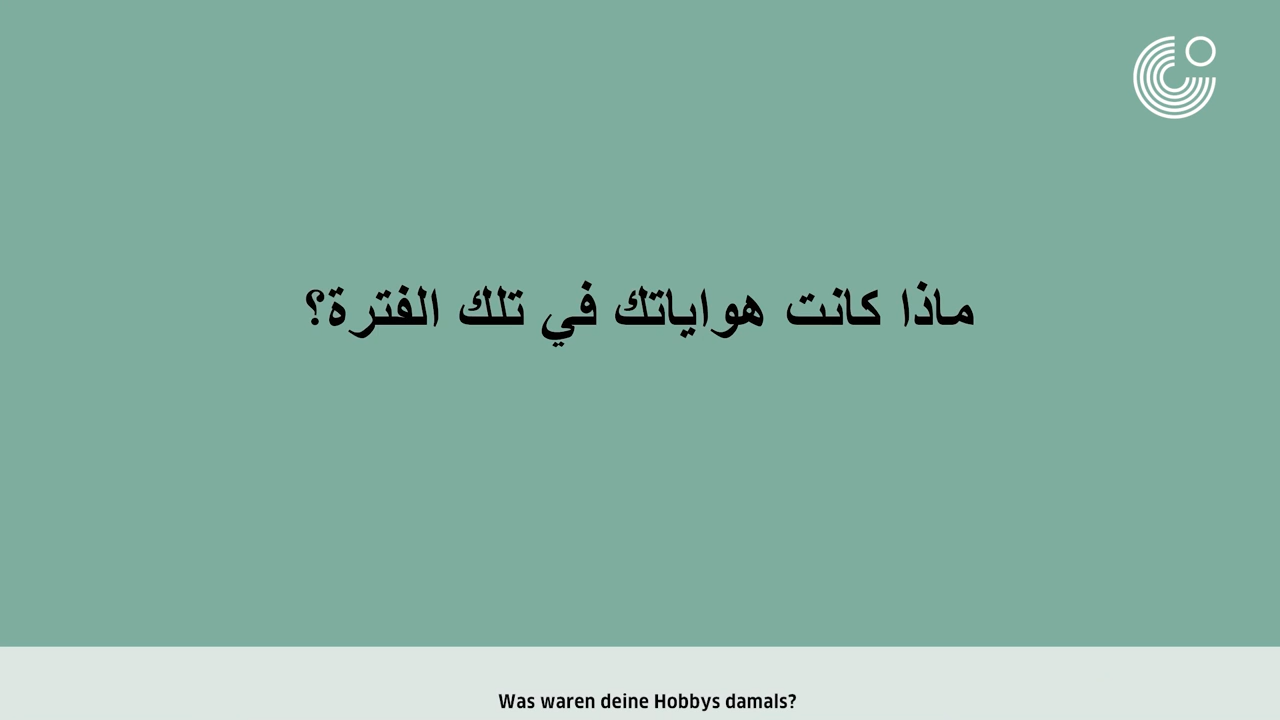 ماذا كانت هواياتك في تلك الفترة؟
Was waren deine Hobbys damals?